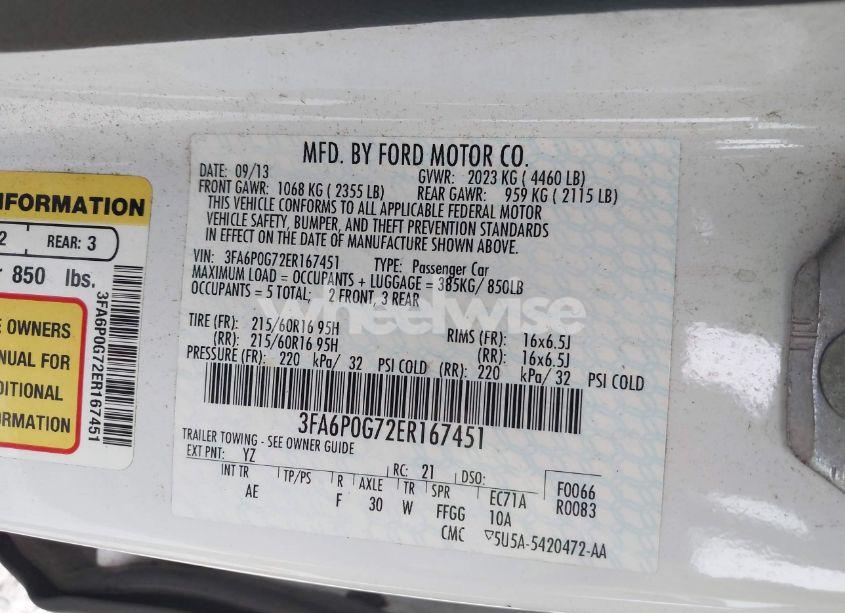 INFORMATION
2 REAR: 3
850 lbs.
E OWNERS
NUAL FOR
DITIONAL
ORMATION
3FA6P0G72ER167451
MFD. BY FORD MOTOR CO.
DATE: 09/13 GVWR: 2023 KG ( 4460 LB)
FRONT GAWR: 1068 KG ( 2355 LB) REAR GAWR: 959 KG ( 2115 LB)
THIS VEHICLE CONFORMS TO ALL APPLICABLE FEDERAL MOTOR
VEHICLE SAFETY, BUMPER, AND THEFT PREVENTION STANDARDS
IN EFFECT ON THE DATE OF MANUFACTURE SHOWN ABOVE.
VIN: 3FA6P0G72ER167451 TYPE: Passenger Car
MAXIMUM LOAD = OCCUPANTS + LUGGAGE = 385KG/ 850LB
OCCUPANTS = 5 TOTAL; 2 FRONT, 3 REAR
wheelwise
TIRE (FR): 215/60R16 95H RIMS (FR): 16x6.5J
(RR): 215/60R16 95H (RR): 16x6.5J
PRESSURE (FR): 220 kPa/ 32 PSI COLD (RR): 220 kPa/ 32 PSI COLD
3FA6P0G72ER167451
TRAILER TOWING - SEE OWNER GUIDE
EXT PNT: YZ RC: 21 DSO:
INT TR TP/PS R AXLE TR SPR EC71A F0066
AE F 30 W FFGG 10A R0083
CMC ▽5U5A-5420472-AA